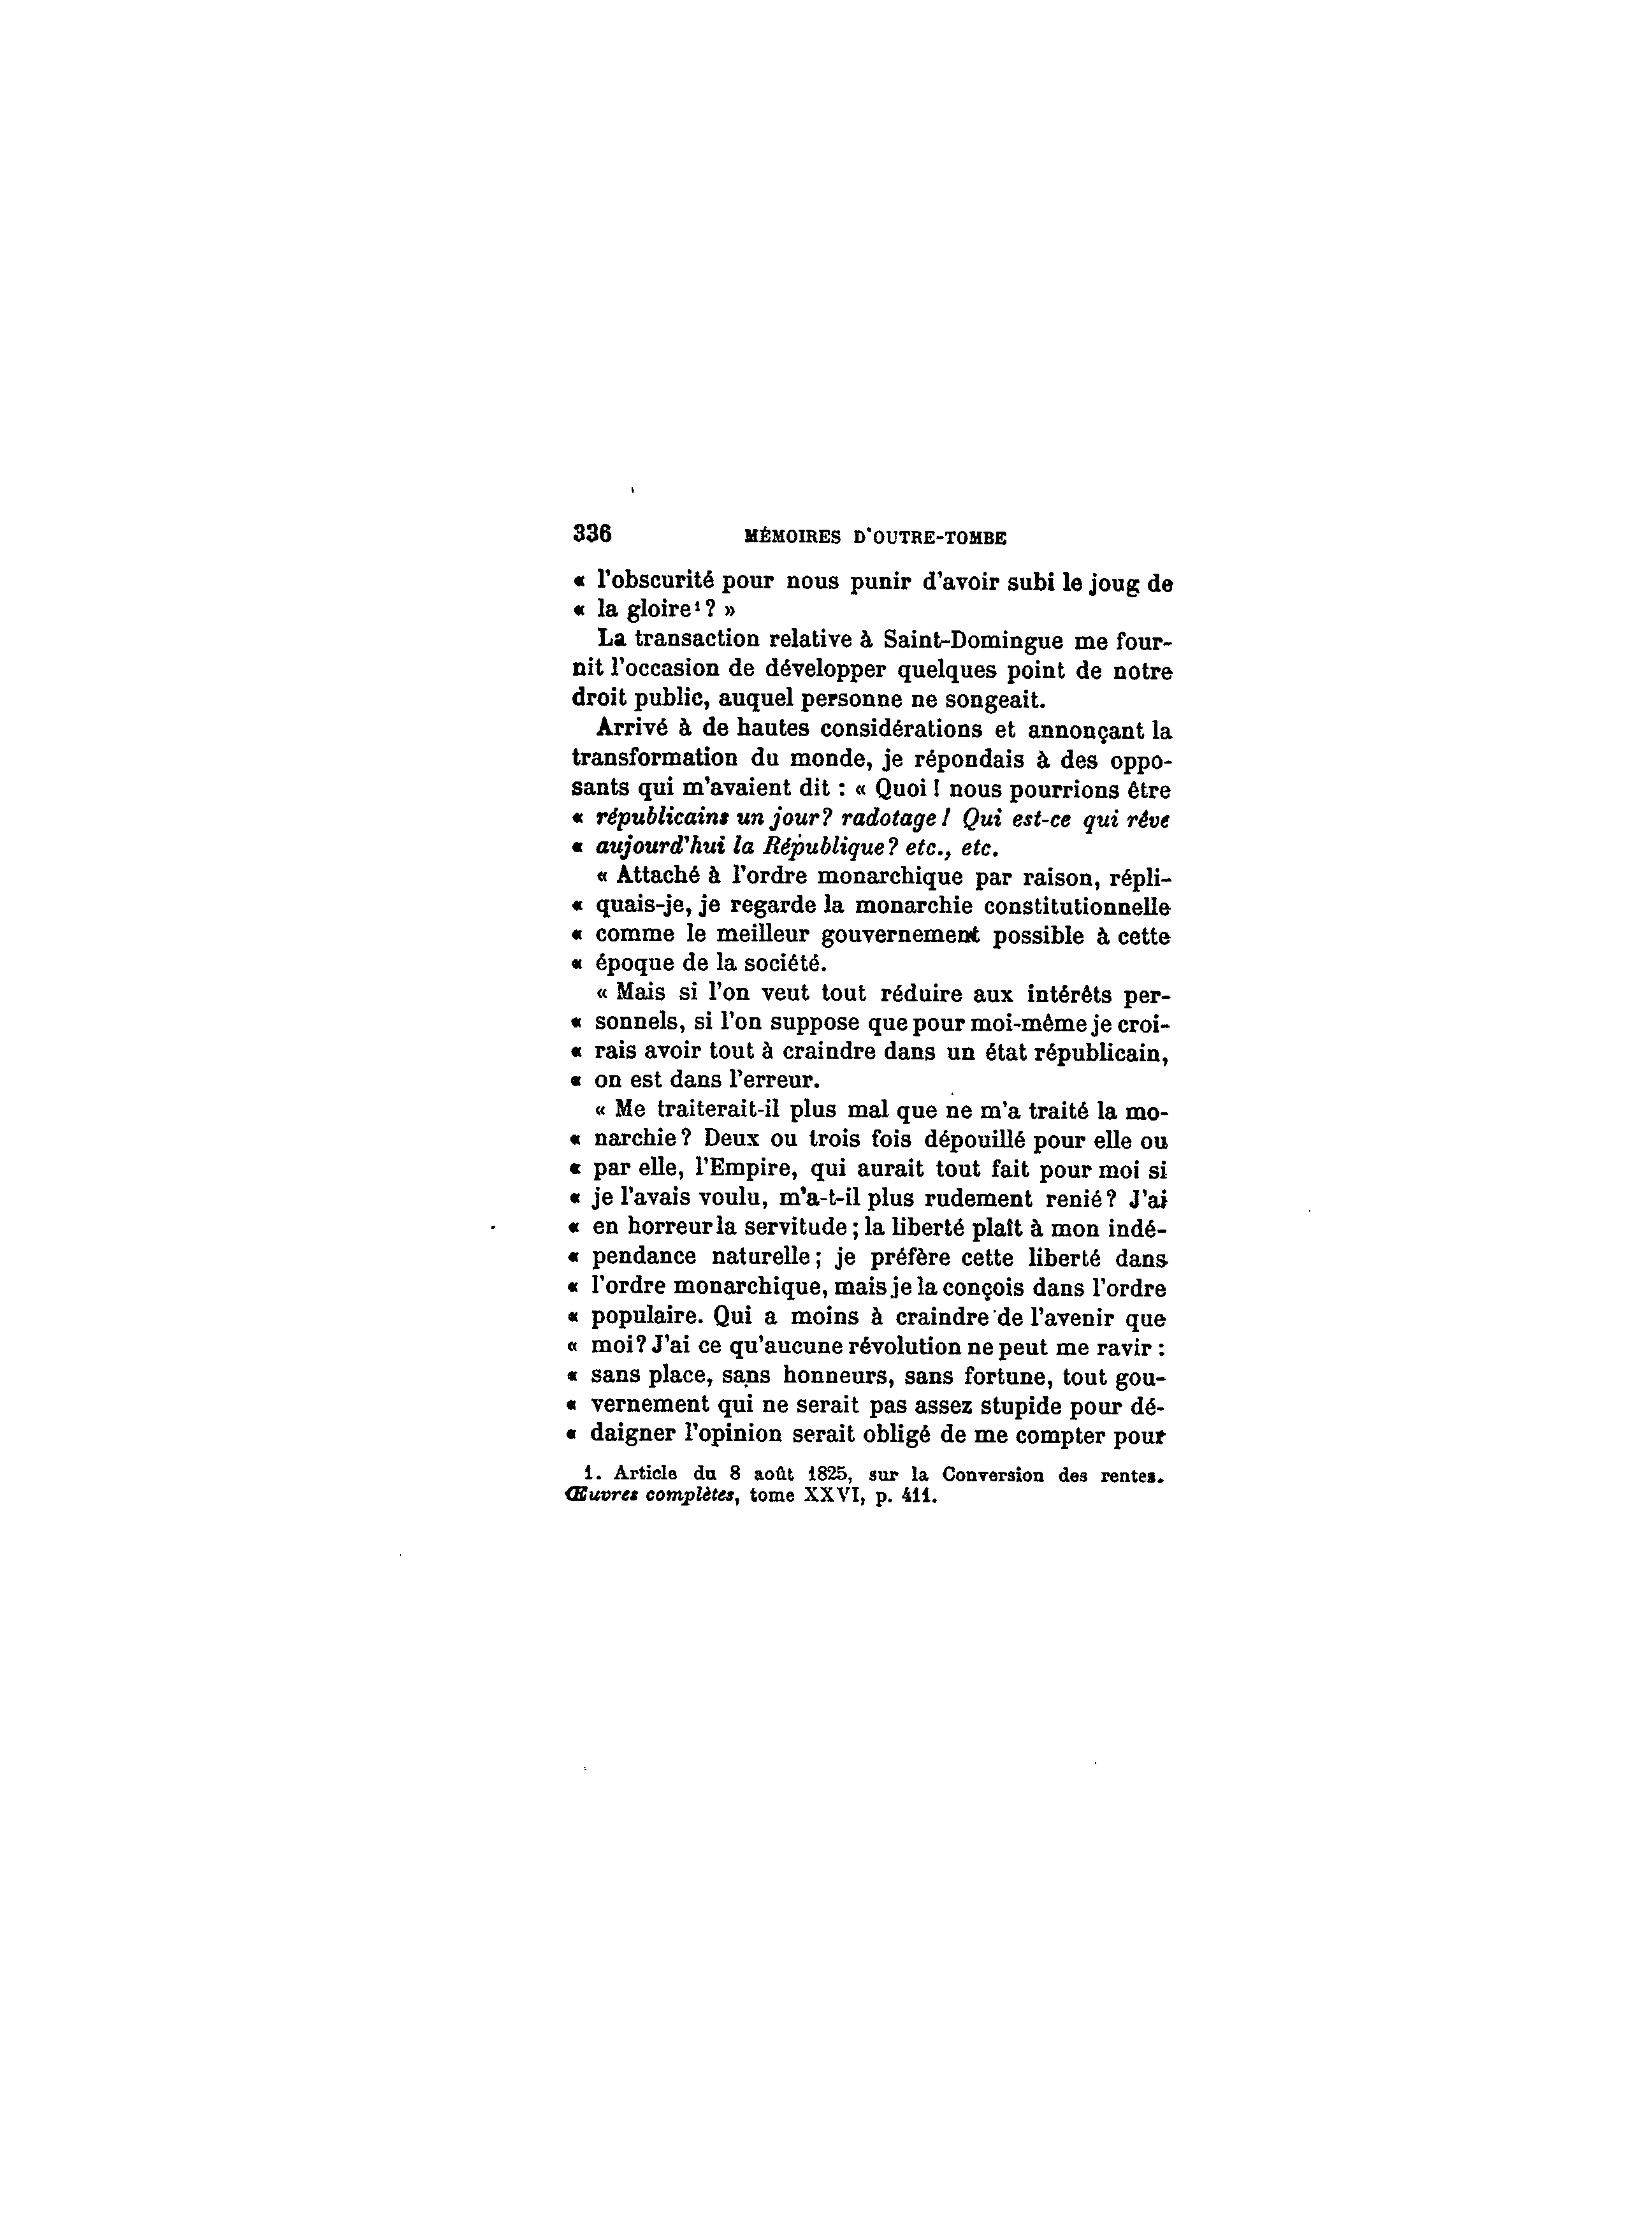 336 MÉMOIRES D'OUTRE-TOMBE
« l'obscurité pour nous punir d'avoir subi le joug de
« la gloire¹ ? »
La transaction relative à Saint-Domingue me four-
nit l'occasion de développer quelques point de notre
droit public, auquel personne ne songeait.
Arrivé à de hautes considérations et annonçant la
transformation du monde, je répondais à des oppo-
sants qui m'avaient dit : « Quoi ! nous pourrions être
« républicains un jour ? radotage ! Qui est-ce qui rêve
« aujourd'hui la République ? etc., etc.
« Attaché à l'ordre monarchique par raison, répli-
« quais-je, je regarde la monarchie constitutionnelle
« comme le meilleur gouvernement possible à cette
« époque de la société.
« Mais si l'on veut tout réduire aux intérêts per-
« sonnels, si l'on suppose que pour moi-même je croi-
« rais avoir tout à craindre dans un état républicain,
« on est dans l'erreur.
« Me traiterait-il plus mal que ne m'a traité la mo-
« narchie ? Deux ou trois fois dépouillé pour elle ou
« par elle, l'Empire, qui aurait tout fait pour moi si
« je l'avais voulu, m'a-t-il plus rudement renié ? J'ai
« en horreur la servitude ; la liberté plaît à mon indé-
« pendance naturelle ; je préfère cette liberté dans
« l'ordre monarchique, mais je la conçois dans l'ordre
« populaire. Qui a moins à craindre de l'avenir que
« moi ? J'ai ce qu'aucune révolution ne peut me ravir :
« sans place, sans honneurs, sans fortune, tout gou-
« vernement qui ne serait pas assez stupide pour dé-
« daigner l'opinion serait obligé de me compter pour
1. Article du 8 août 1825, sur la Conversion des rentes.
Œuvres complètes, tome XXVI, p. 411.